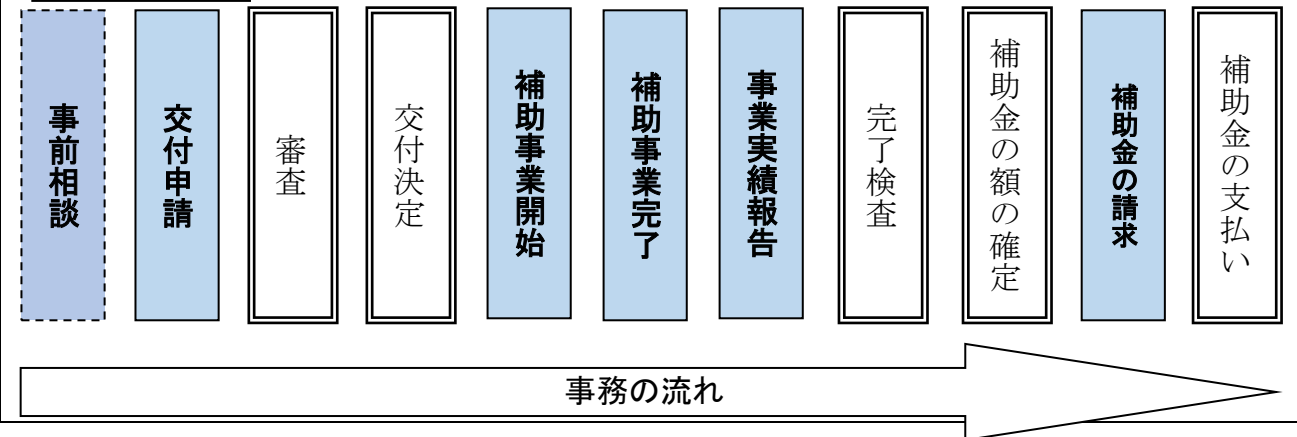 事前相談
交付申請
審査
交付決定
補助事業開始
補助事業完了
事業実績報告
完了検査
補助金の額の確定
補助金の請求
補助金の支払い
事務の流れ